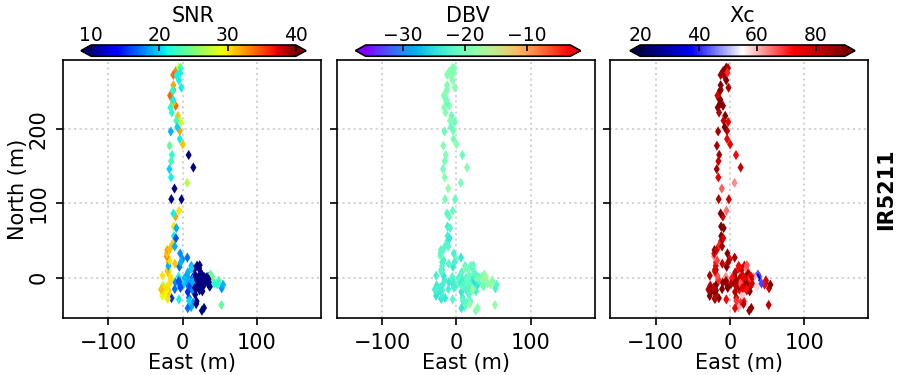 SNR DBV Xc
10 20 30 40 −30 −20 −10 20 40 60 80
North (m)
200
100
0
IR5211
−100 0 100 −100 0 100 −100 0 100
East (m) East (m) East (m)